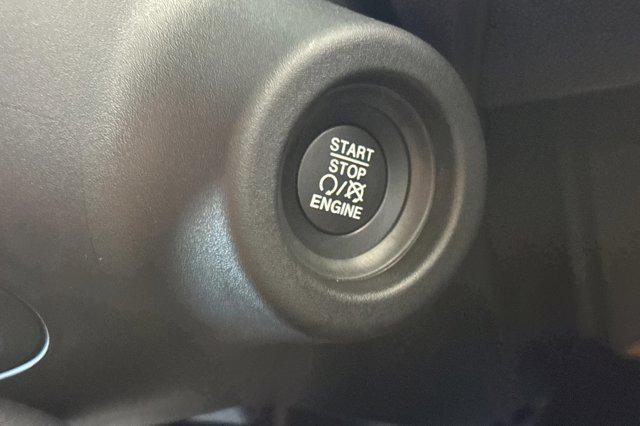 START
STOP
/
ENGINE